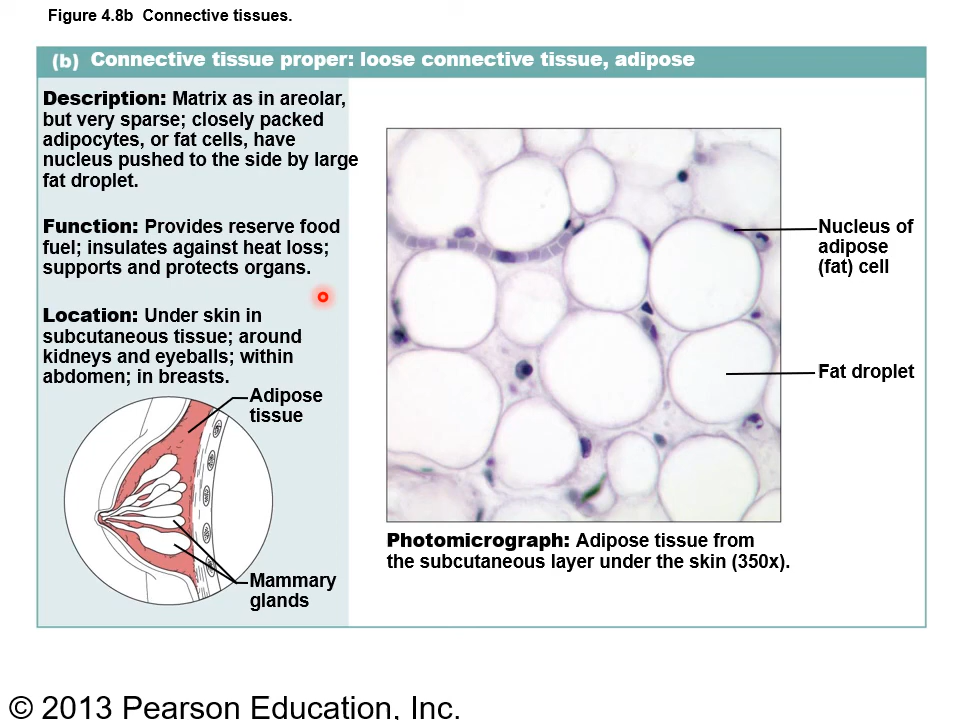 Figure 4.8b  Connective tissues.
(b) Connective tissue proper: loose connective tissue, adipose
Description: Matrix as in areolar,
but very sparse; closely packed
adipocytes, or fat cells, have
nucleus pushed to the side by large
fat droplet.
Function: Provides reserve food
fuel; insulates against heat loss;
supports and protects organs.
Location: Under skin in
subcutaneous tissue; around
kidneys and eyeballs; within
abdomen; in breasts.
Adipose
tissue
Mammary
glands
Nucleus of
adipose
(fat) cell
Fat droplet
Photomicrograph: Adipose tissue from
the subcutaneous layer under the skin (350x).
© 2013 Pearson Education, Inc.